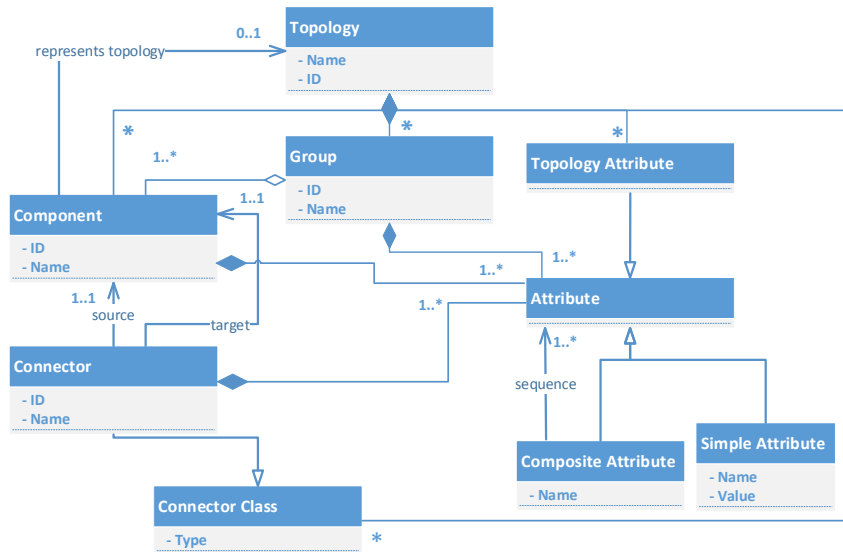 Topology
- Name
- ID
0..1
represents topology
*
*
*
1..*
Group
- ID
- Name
Topology Attribute
1..1
Component
- ID
- Name
1..*
1..*
Attribute
1..1
source
target
1..*
1..*
sequence
Connector
- ID
- Name
Composite Attribute
- Name
Simple Attribute
- Name
- Value
Connector Class
- Type
*